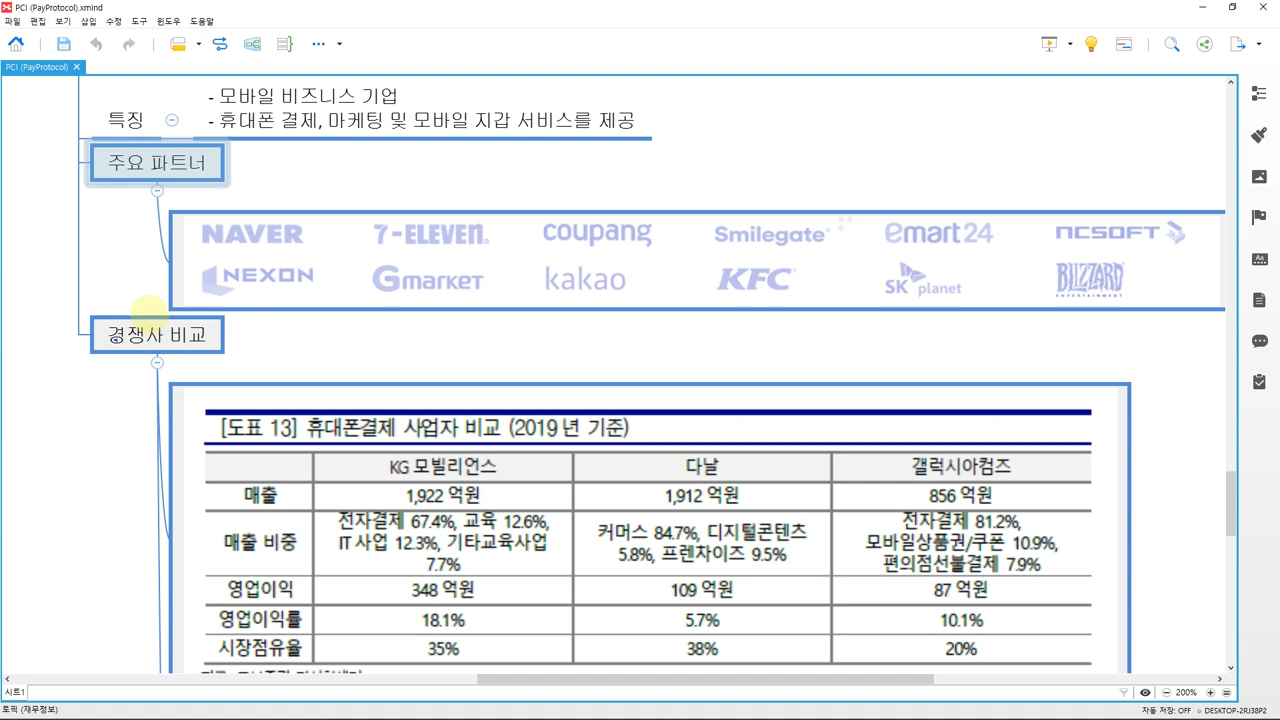 PCI (PayProtocol).xmind
파일 편집 보기 삽입 수정 도구 윈도우 도움말
PCI (PayProtocol)
- 모바일 비즈니스 기업
특징 - 휴대폰 결제, 마케팅 및 모바일 지갑 서비스를 제공
주요 파트너
NAVER 7-ELEVEN. coupang Smilegate emart24 NCSOFT
NEXON Gmarket kakao KFC SK planet BLIZZARD ENTERTAINMENT
경쟁사 비교
[도표 13] 휴대폰결제 사업자 비교 (2019년 기준)
KG 모빌리언스 다날 갤럭시아컴즈
매출 1,922 억원 1,912 억원 856 억원
매출 비중 전자결제 67.4%, 교육 12.6%, IT 사업 12.3%, 기타교육사업 7.7% 커머스 84.7%, 디지털콘텐츠 5.8%, 프렌차이즈 9.5% 전자결제 81.2%, 모바일상품권/쿠폰 10.9%, 편의점선불결제 7.9%
영업이익 348 억원 109 억원 87 억원
영업이익률 18.1% 5.7% 10.1%
시장점유율 35% 38% 20%
시트1 200%
토픽 (재무정보) 자동 저장: OFF DESKTOP-2RJ38P2